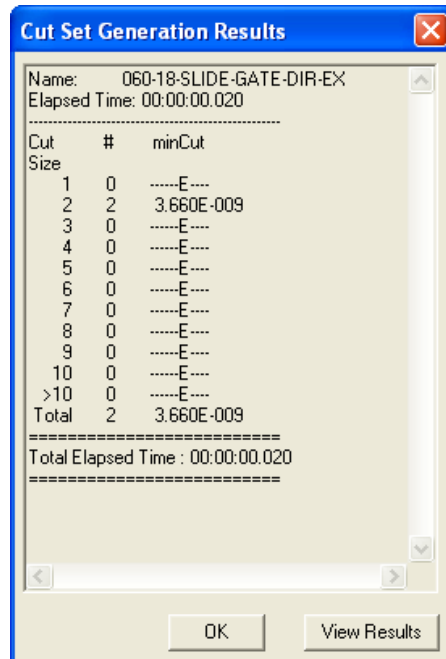 Cut Set Generation Results
Name: 060-18-SLIDE-GATE-DIR-EX
Elapsed Time: 00:00:00.020
---------------------------------------------
Cut # minCut
Size
1 0 ------E----
2 2 3.660E-009
3 0 ------E----
4 0 ------E----
5 0 ------E----
6 0 ------E----
7 0 ------E----
8 0 ------E----
9 0 ------E----
10 0 ------E----
>10 0 ------E----
Total 2 3.660E-009
==========================
Total Elapsed Time : 00:00:00.020
==========================
OK View Results